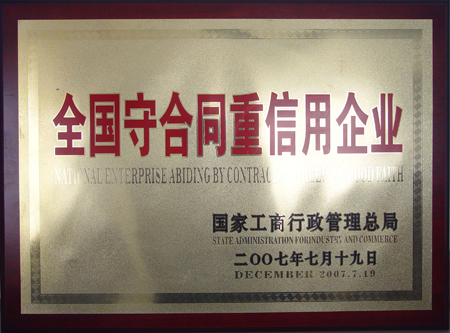 全国守合同重信用企业
NATIONAL ENTERPRISE ABIDING BY CONTRACT FAITH
国家工商行政管理总局
STATE ADMINISTRATION FORINDUSTRY AND COMMERCE
二〇〇七年七月十九日
DECEMBER 2007.7.19